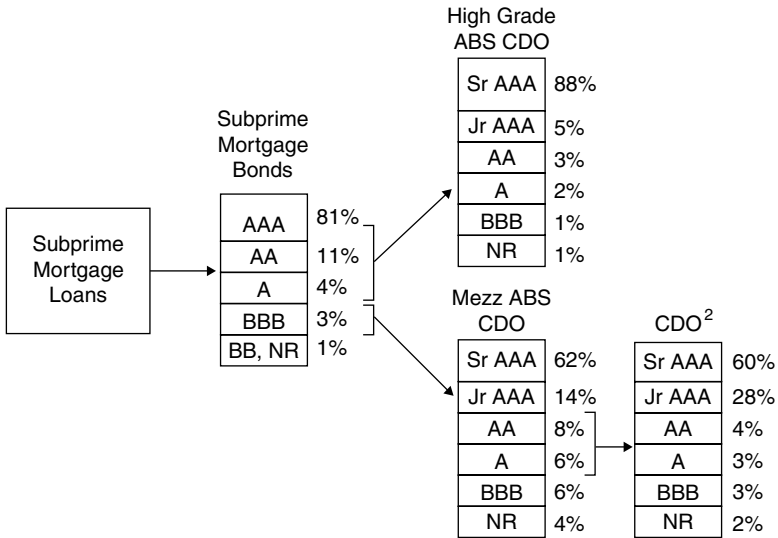 High Grade
ABS CDO
Sr AAA 88%
Jr AAA 5%
AA 3%
A 2%
BBB 1%
NR 1%
Subprime
Mortgage
Bonds
AAA 81%
AA 11%
A 4%
BBB 3%
BB, NR 1%
Subprime
Mortgage
Loans
Mezz ABS
CDO
Sr AAA 62%
Jr AAA 14%
AA 8%
A 6%
BBB 6%
NR 4%
CDO²
Sr AAA 60%
Jr AAA 28%
AA 4%
A 3%
BBB 3%
NR 2%